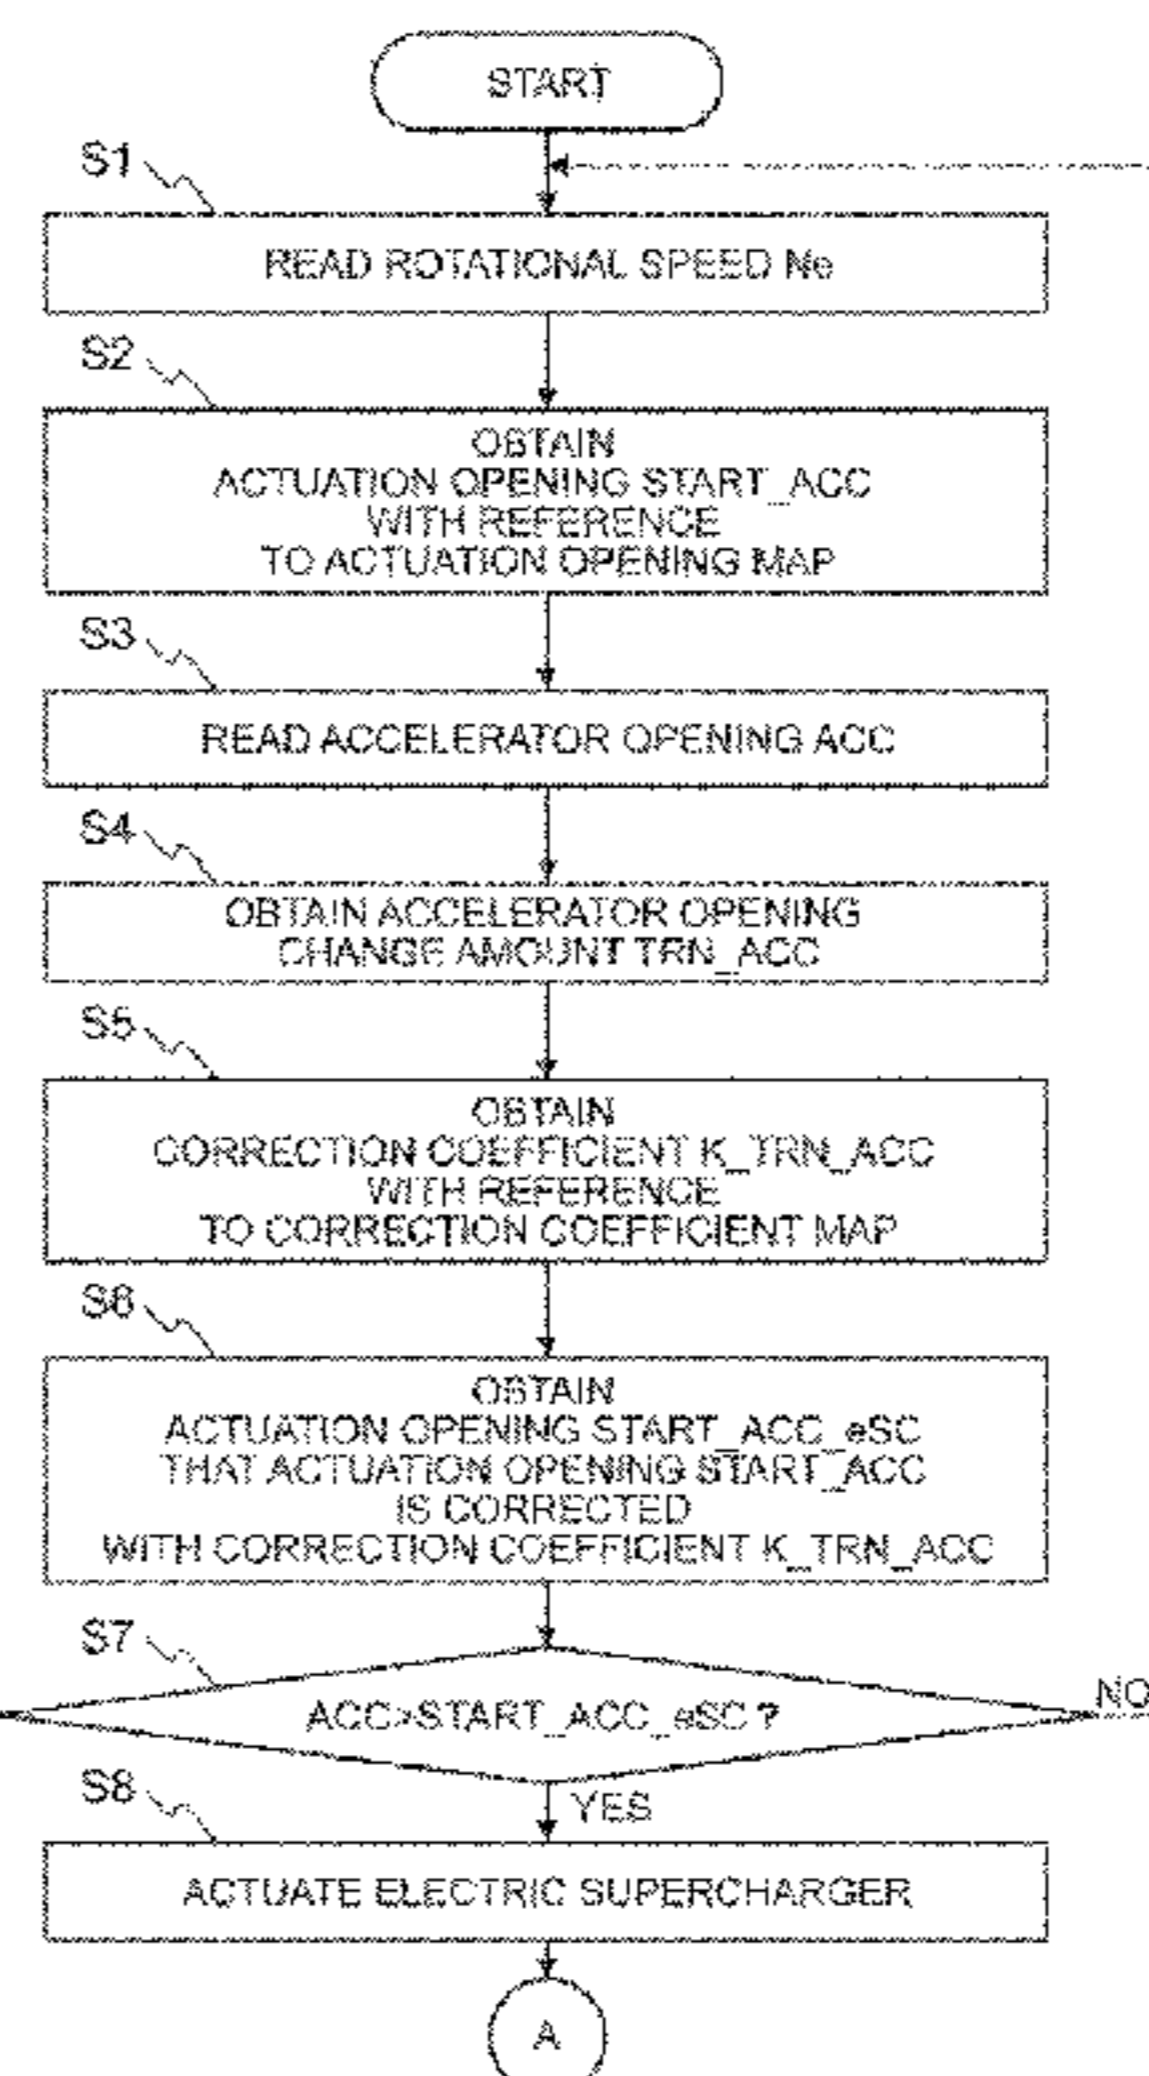 START
S1
READ ROTATIONAL SPEED Ne
S2
OBTAIN
ACTUATION OPENING START_ACC
WITH REFERENCE
TO ACTUATION OPENING MAP
S3
READ ACCELERATOR OPENING ACC
S4
OBTAIN ACCELERATOR OPENING
CHANGE AMOUNT TRN_ACC
S5
OBTAIN
CORRECTION COEFFICIENT K_TRN_ACC
WITH REFERENCE
TO CORRECTION COEFFICIENT MAP
S6
OBTAIN
ACTUATION OPENING START_ACC_eSC
THAT ACTUATION OPENING START_ACC
IS CORRECTED
WITH CORRECTION COEFFICIENT K_TRN_ACC
S7
NO
ACC>START_ACC_eSC ?
S8
YES
ACTUATE ELECTRIC SUPERCHARGER
A